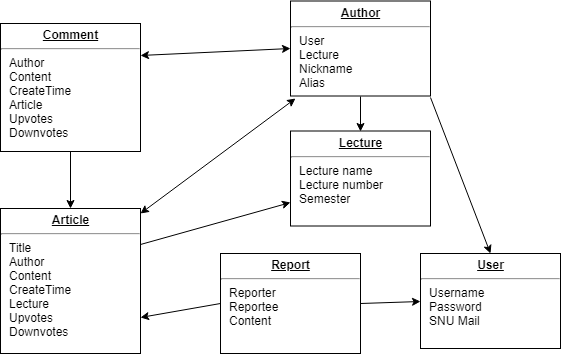 Comment
Author
Content
CreateTime
Article
Upvotes
Downvotes
Author
User
Lecture
Nickname
Alias
Lecture
Lecture name
Lecture number
Semester
Article
Title
Author
Content
CreateTime
Lecture
Upvotes
Downvotes
Report
Reporter
Reportee
Content
User
Username
Password
SNU Mail